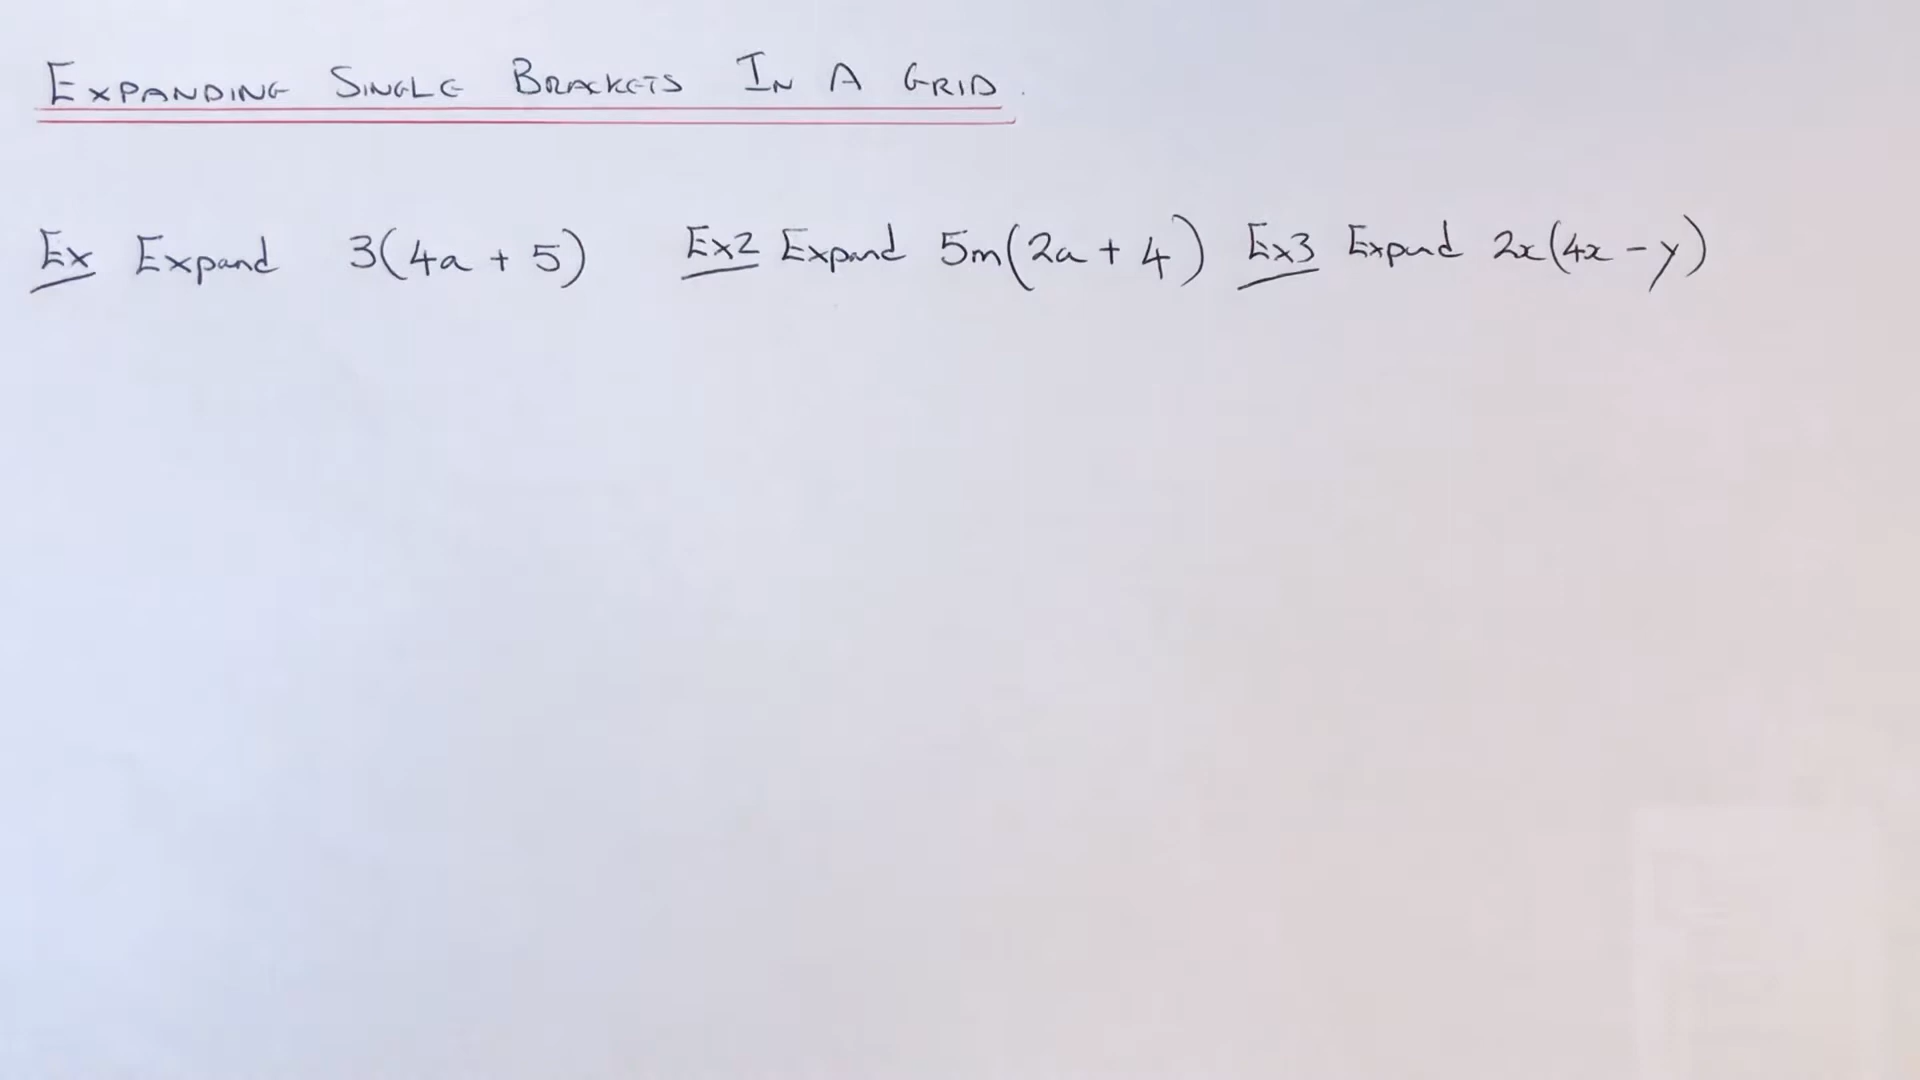 EXPANDING SINGLE BRACKETS IN A GRID.
Ex Expand 3(4a + 5) Ex2 Expand 5m(2a + 4) Ex3 Expand 2x(4x - y)